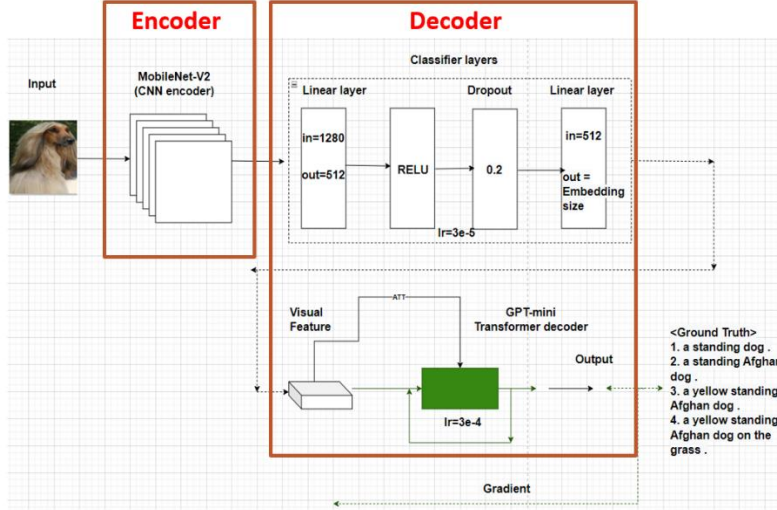 Encoder
Decoder
Classifier layers
Input
MobileNet-V2
(CNN encoder)
Linear layer
Dropout
Linear layer
in=1280
out=512
RELU
0.2
in=512
out =
Embedding
size
lr=3e-5
Visual
Feature
ATT
GPT-mini
Transformer decoder
Output
lr=3e-4
<Ground Truth>
1. a standing dog .
2. a standing Afghan
dog .
3. a yellow standing
Afghan dog .
4. a yellow standing
Afghan dog on the
grass .
Gradient